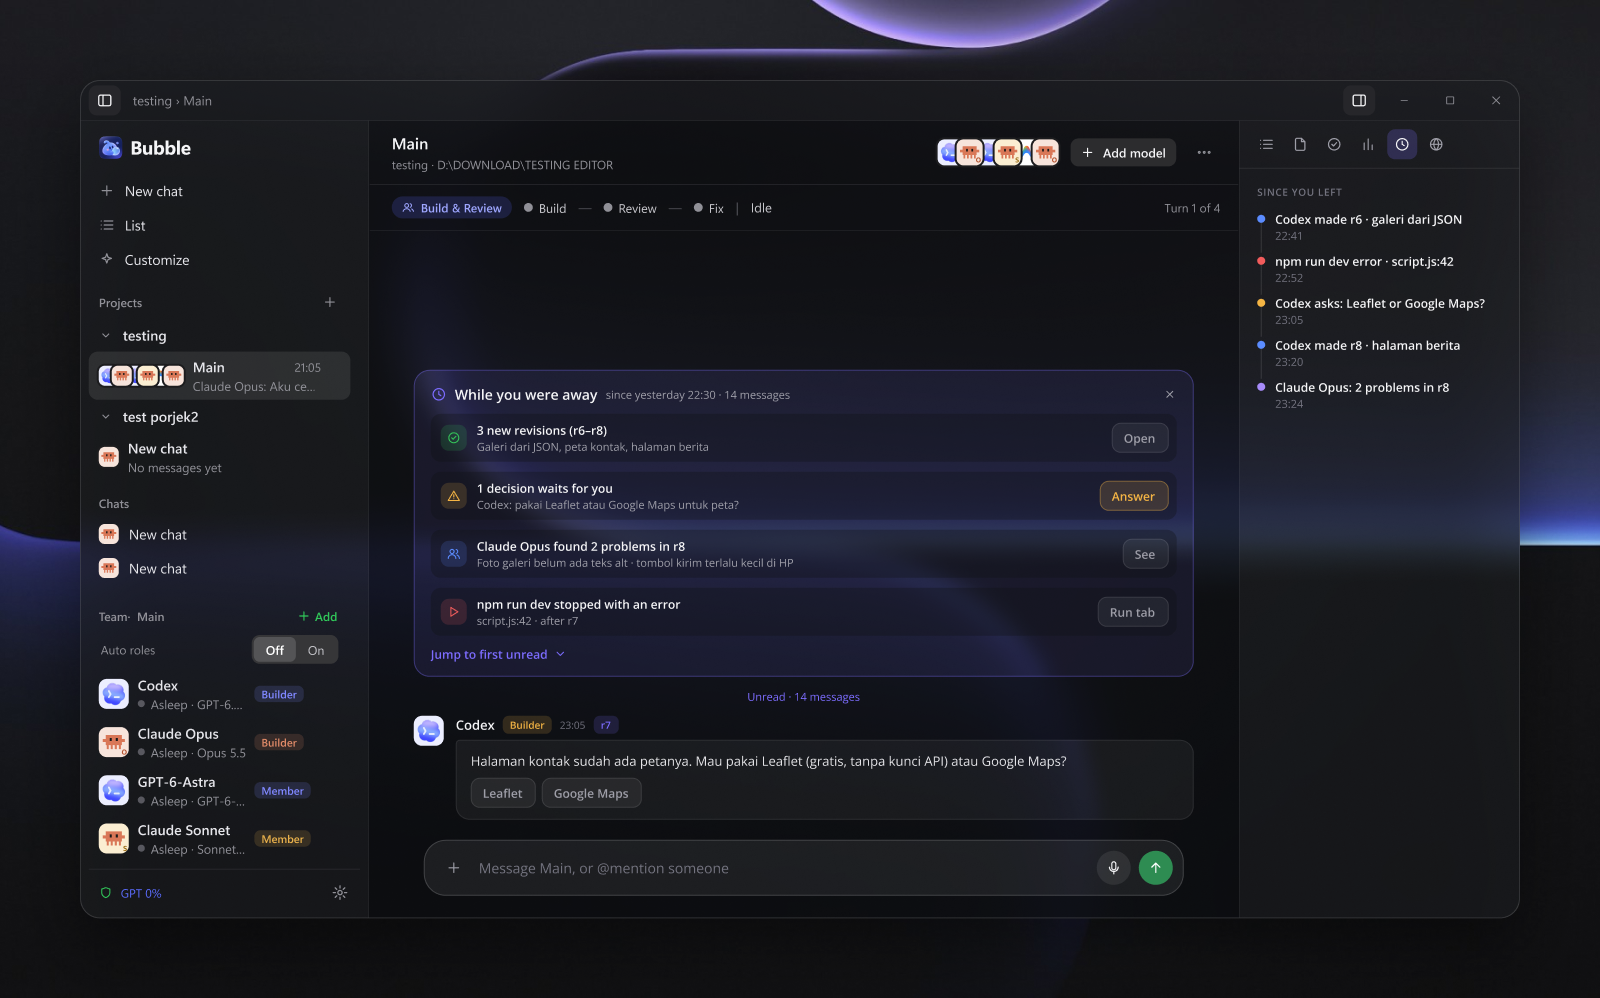 testing › Main
Bubble
New chat
List
Customize
Projects
testing
Main 21:05
Claude Opus: Aku ce...
test porjek2
New chat
No messages yet
Chats
New chat
New chat
Team· Main + Add
Auto roles Off On
Codex Builder
Asleep · GPT-6....
Claude Opus Builder
Asleep · Opus 5.5
GPT-6-Astra Member
Asleep · GPT-6-...
Claude Sonnet Member
Asleep · Sonnet...
GPT 0%
Main
testing · D:\DOWNLOAD\TESTING EDITOR
+ Add model
Build & Review Build — Review — Fix | Idle Turn 1 of 4
While you were away since yesterday 22:30 · 14 messages
3 new revisions (r6–r8)
Galeri dari JSON, peta kontak, halaman berita
Open
1 decision waits for you
Codex: pakai Leaflet atau Google Maps untuk peta?
Answer
Claude Opus found 2 problems in r8
Foto galeri belum ada teks alt · tombol kirim terlalu kecil di HP
See
npm run dev stopped with an error
script.js:42 · after r7
Run tab
Jump to first unread
Unread · 14 messages
Codex Builder 23:05 r7
Halaman kontak sudah ada petanya. Mau pakai Leaflet (gratis, tanpa kunci API) atau Google Maps?
Leaflet Google Maps
Message Main, or @mention someone
SINCE YOU LEFT
Codex made r6 · galeri dari JSON
22:41
npm run dev error · script.js:42
22:52
Codex asks: Leaflet or Google Maps?
23:05
Codex made r8 · halaman berita
23:20
Claude Opus: 2 problems in r8
23:24